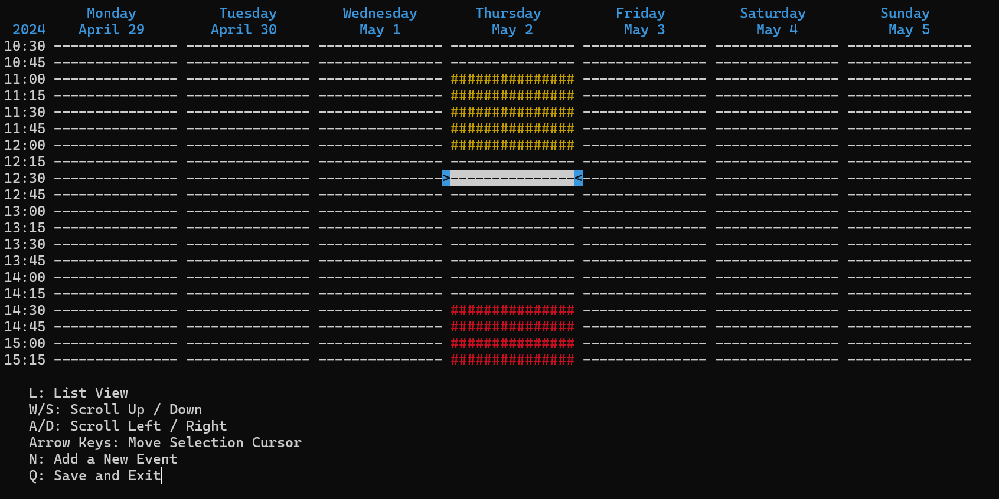 Monday Tuesday Wednesday Thursday Friday Saturday Sunday
2024 April 29 April 30 May 1 May 2 May 3 May 4 May 5
10:30 --------------- --------------- --------------- --------------- --------------- --------------- ---------------
10:45 --------------- --------------- --------------- --------------- --------------- --------------- ---------------
11:00 --------------- --------------- --------------- ############### --------------- --------------- ---------------
11:15 --------------- --------------- --------------- ############### --------------- --------------- ---------------
11:30 --------------- --------------- --------------- ############### --------------- --------------- ---------------
11:45 --------------- --------------- --------------- ############### --------------- --------------- ---------------
12:00 --------------- --------------- --------------- ############### --------------- --------------- ---------------
12:15 --------------- --------------- --------------- --------------- --------------- --------------- ---------------
12:30 --------------- --------------- --------------->---------------<--------------- --------------- ---------------
12:45 --------------- --------------- --------------- --------------- --------------- --------------- ---------------
13:00 --------------- --------------- --------------- --------------- --------------- --------------- ---------------
13:15 --------------- --------------- --------------- --------------- --------------- --------------- ---------------
13:30 --------------- --------------- --------------- --------------- --------------- --------------- ---------------
13:45 --------------- --------------- --------------- --------------- --------------- --------------- ---------------
14:00 --------------- --------------- --------------- --------------- --------------- --------------- ---------------
14:15 --------------- --------------- --------------- --------------- --------------- --------------- ---------------
14:30 --------------- --------------- --------------- ############### --------------- --------------- ---------------
14:45 --------------- --------------- --------------- ############### --------------- --------------- ---------------
15:00 --------------- --------------- --------------- ############### --------------- --------------- ---------------
15:15 --------------- --------------- --------------- ############### --------------- --------------- ---------------
L: List View
W/S: Scroll Up / Down
A/D: Scroll Left / Right
Arrow Keys: Move Selection Cursor
N: Add a New Event
Q: Save and Exit